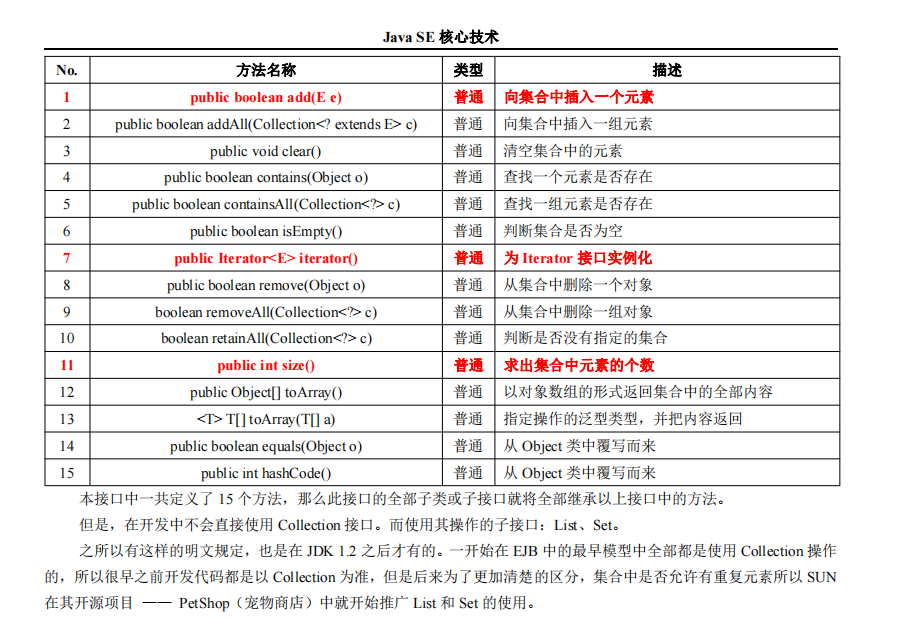 Java SE 核心技术
No. 方法名称 类型 描述
1 public boolean add(E e) 普通 向集合中插入一个元素
2 public boolean addAll(Collection<? extends E> c) 普通 向集合中插入一组元素
3 public void clear() 普通 清空集合中的元素
4 public boolean contains(Object o) 普通 查找一个元素是否存在
5 public boolean containsAll(Collection<?> c) 普通 查找一组元素是否存在
6 public boolean isEmpty() 普通 判断集合是否为空
7 public Iterator<E> iterator() 普通 为 Iterator 接口实例化
8 public boolean remove(Object o) 普通 从集合中删除一个对象
9 boolean removeAll(Collection<?> c) 普通 从集合中删除一组对象
10 boolean retainAll(Collection<?> c) 普通 判断是否没有指定的集合
11 public int size() 普通 求出集合中元素的个数
12 public Object[] toArray() 普通 以对象数组的形式返回集合中的全部内容
13 <T> T[] toArray(T[] a) 普通 指定操作的泛型类型，并把内容返回
14 public boolean equals(Object o) 普通 从 Object 类中覆写而来
15 public int hashCode() 普通 从 Object 类中覆写而来
本接口中一共定义了 15 个方法，那么此接口的全部子类或子接口就将全部继承以上接口中的方法。
但是，在开发中不会直接使用 Collection 接口。而使用其操作的子接口：List、Set。
之所以有这样的明文规定，也是在 JDK 1.2 之后才有的。一开始在 EJB 中的最早模型中全部都是使用 Collection 操作
的，所以很早之前开发代码都是以 Collection 为准，但是后来为了更加清楚的区分，集合中是否允许有重复元素所以 SUN
在其开源项目 —— PetShop（宠物商店）中就开始推广 List 和 Set 的使用。